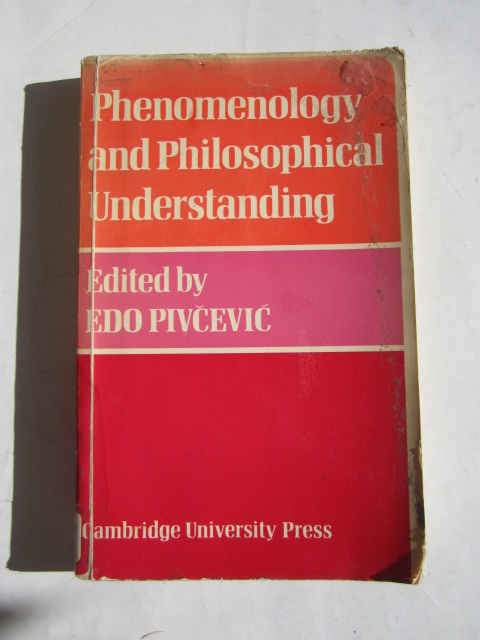 Phenomenology
and Philosophical
Understanding
Edited by
EDO PIVČEVIĆ
Cambridge University Press